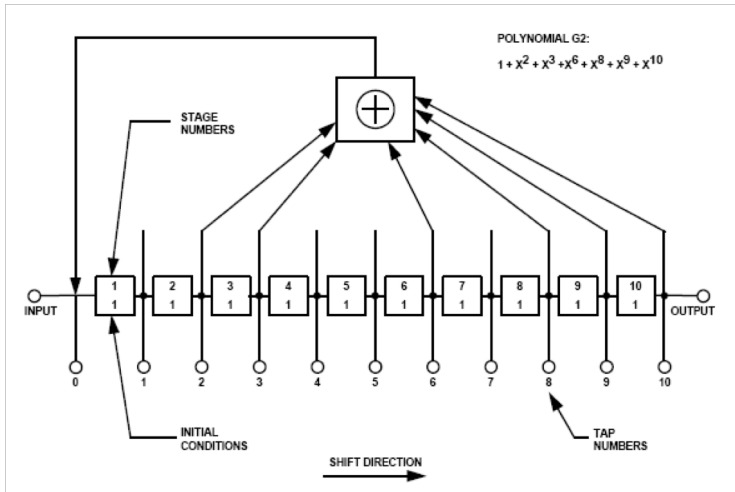 POLYNOMIAL G2:
1 + X² + X³ +X⁶ + X⁸ + X⁹ + X¹⁰
STAGE
NUMBERS
1 2 3 4 5 6 7 8 9 10
1 1 1 1 1 1 1 1 1 1
INPUT
OUTPUT
0 1 2 3 4 5 6 7 8 9 10
INITIAL
CONDITIONS
TAP
NUMBERS
SHIFT DIRECTION